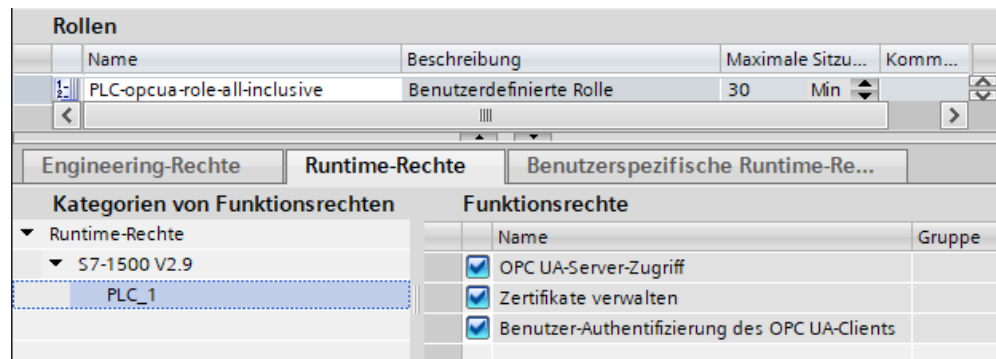 Rollen
Name Beschreibung Maximale Sitzu... Komm...
PLC-opcua-role-all-inclusive Benutzerdefinierte Rolle 30 Min
Engineering-Rechte Runtime-Rechte Benutzerspezifische Runtime-Re...
Kategorien von Funktionsrechten Funktionsrechte
Runtime-Rechte Name Gruppe
S7-1500 V2.9 OPC UA-Server-Zugriff
PLC_1 Zertifikate verwalten
Benutzer-Authentifizierung des OPC UA-Clients